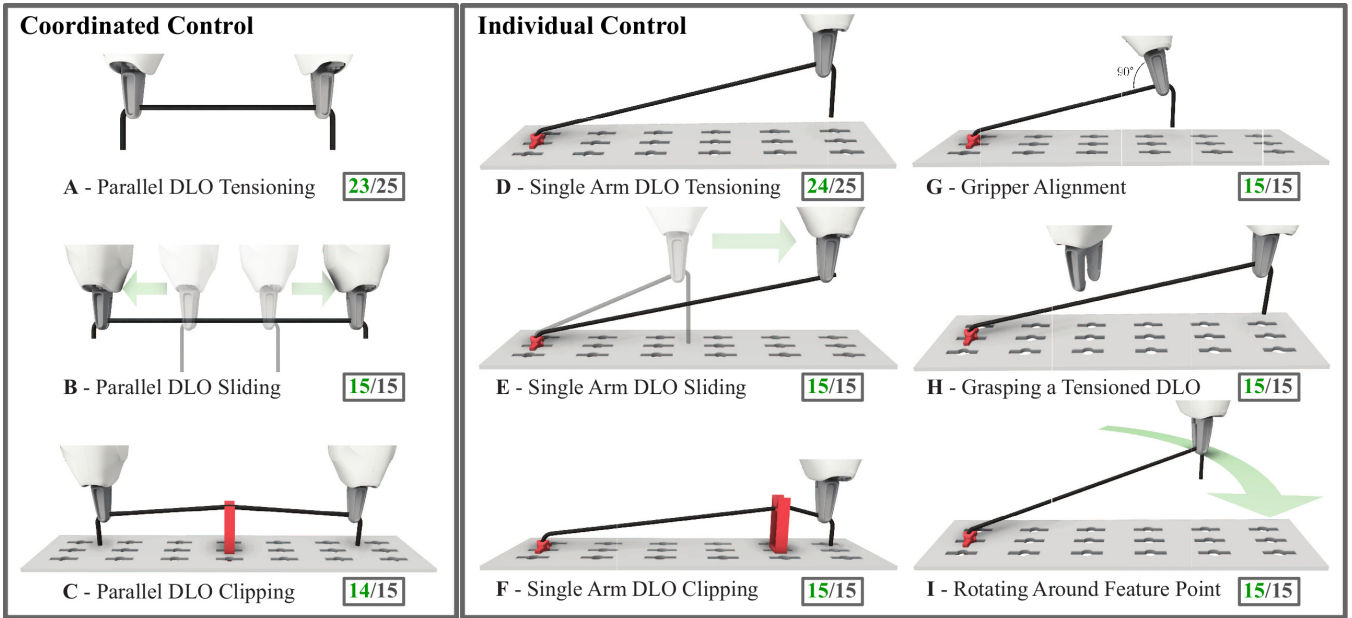 Coordinated Control
A - Parallel DLO Tensioning 23/25
B - Parallel DLO Sliding 15/15
C - Parallel DLO Clipping 14/15
Individual Control
D - Single Arm DLO Tensioning 24/25
E - Single Arm DLO Sliding 15/15
F - Single Arm DLO Clipping 15/15
90°
G - Gripper Alignment 15/15
H - Grasping a Tensioned DLO 15/15
I - Rotating Around Feature Point 15/15